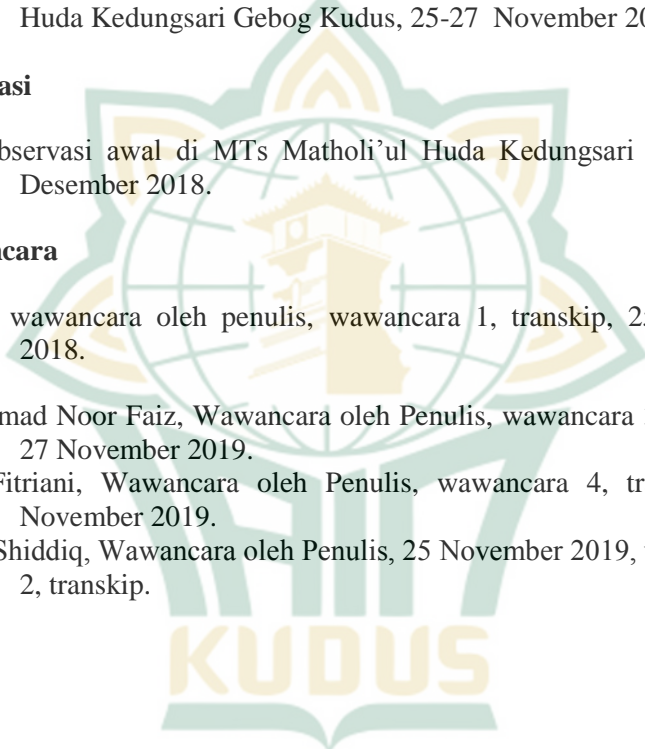 Huda Kedungsari Gebog Kudus, 25-27 November 20
asi
bservasi awal di MTs Matholi’ul Huda Kedungsari
Desember 2018.
ncara
wawancara oleh penulis, wawancara 1, transkip, 25
2018.
mad Noor Faiz, Wawancara oleh Penulis, wawancara
27 November 2019.
Fitriani, Wawancara oleh Penulis, wawancara 4, tr
November 2019.
Shiddiq, Wawancara oleh Penulis, 25 November 2019,
2, transkip.
KUDUS